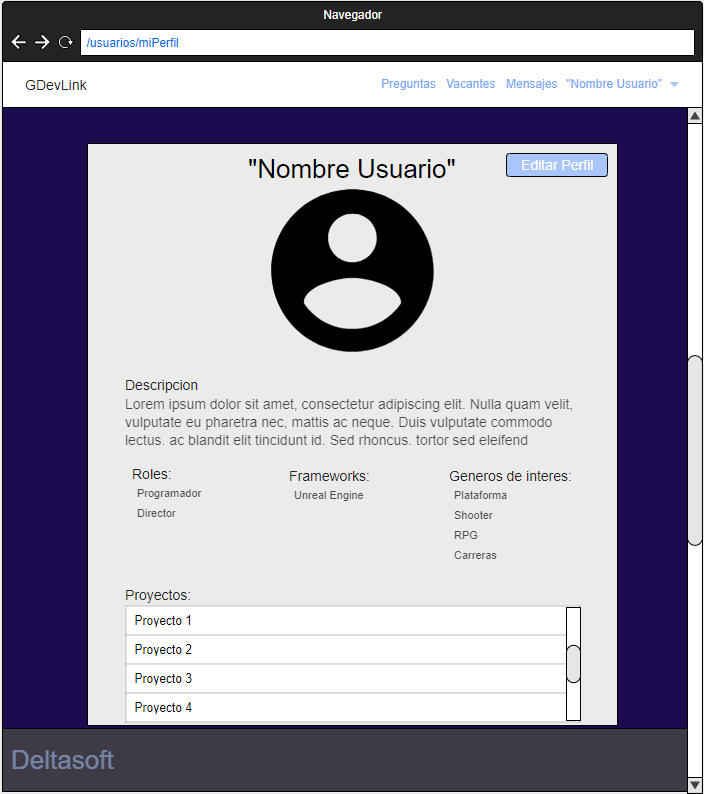 Navegador
/usuarios/miPerfil
GDevLink
Preguntas Vacantes Mensajes "Nombre Usuario"
"Nombre Usuario"
Editar Perfil
Descripcion
Lorem ipsum dolor sit amet, consectetur adipiscing elit. Nulla quam velit,
vulputate eu pharetra nec, mattis ac neque. Duis vulputate commodo
lectus. ac blandit elit tincidunt id. Sed rhoncus. tortor sed eleifend
Roles:
Programador
Director
Frameworks:
Unreal Engine
Generos de interes:
Plataforma
Shooter
RPG
Carreras
Proyectos:
Proyecto 1
Proyecto 2
Proyecto 3
Proyecto 4
Deltasoft